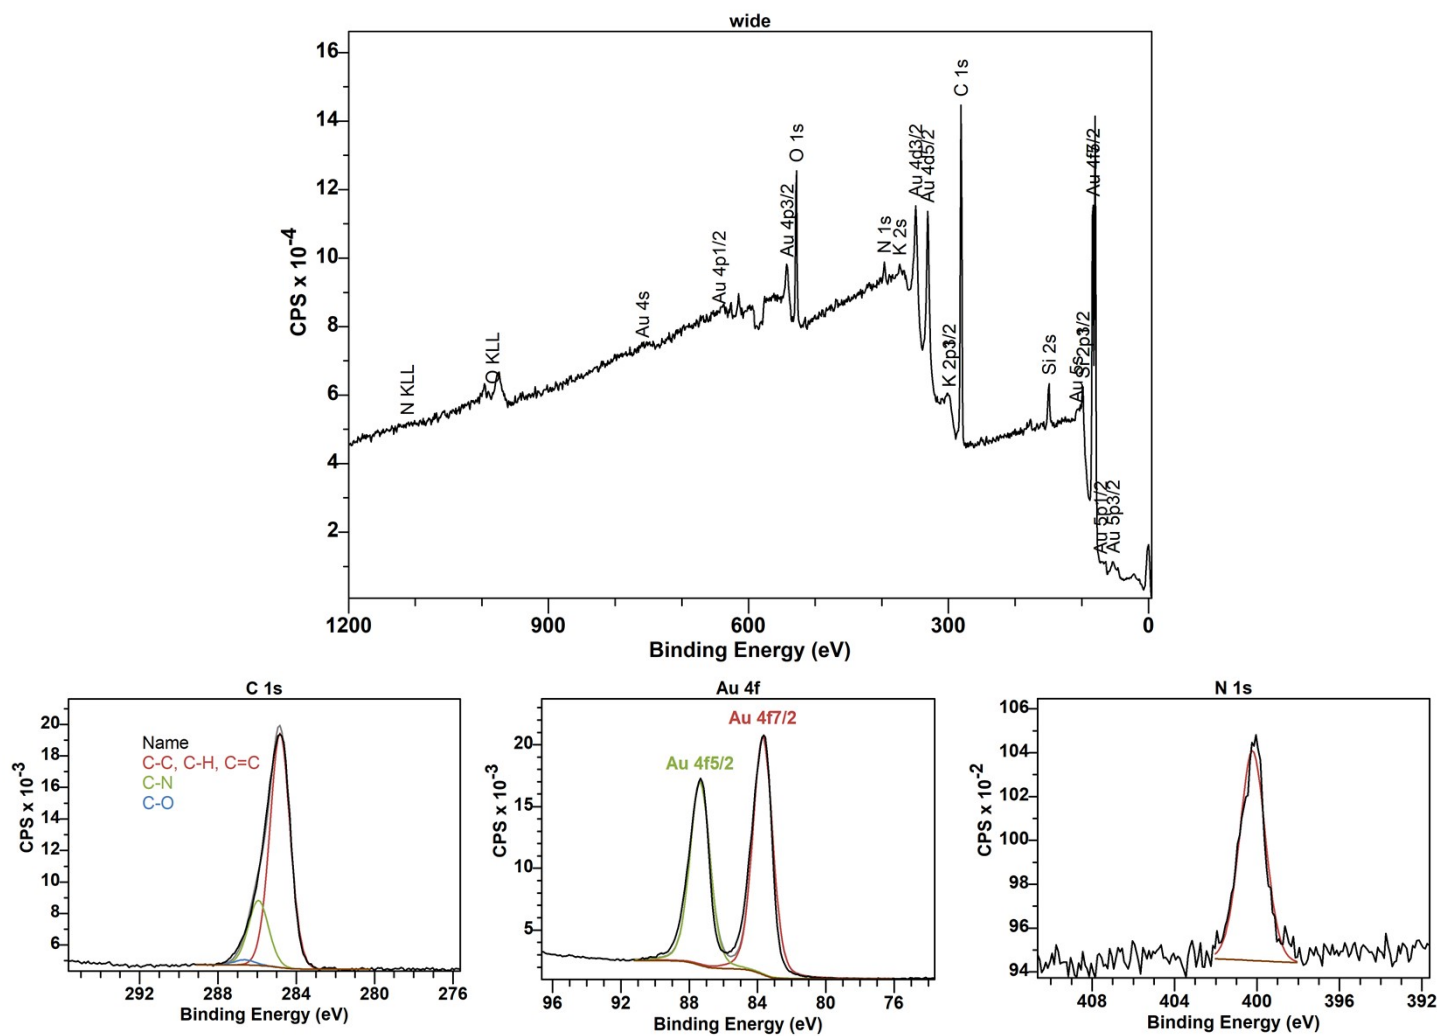 wide
16
14
12
10
8
6
4
2
CPS x 10⁻⁴
N KLL
O KLL
Au 4s
Au 4p1/2
Au 4p3/2
O 1s
N 1s
K 2s
Au 4d3/2
Au 4d5/2
K 2p3/2
C 1s
Si 2s
Au 5s
Si 2p3/2
Au 5p1/2
Au 5p3/2
1200 900 600 300 0
Binding Energy (eV)
C 1s
20
18
16
14
12
10
8
6
CPS x 10⁻³
Name
C-C, C-H, C=C
C-N
C-O
292 288 284 280 276
Binding Energy (eV)
Au 4f
20
15
10
5
CPS x 10⁻³
Au 4f5/2
Au 4f7/2
96 92 88 84 80 76
Binding Energy (eV)
N 1s
106
104
102
100
98
96
94
CPS x 10⁻²
408 404 400 396 392
Binding Energy (eV)